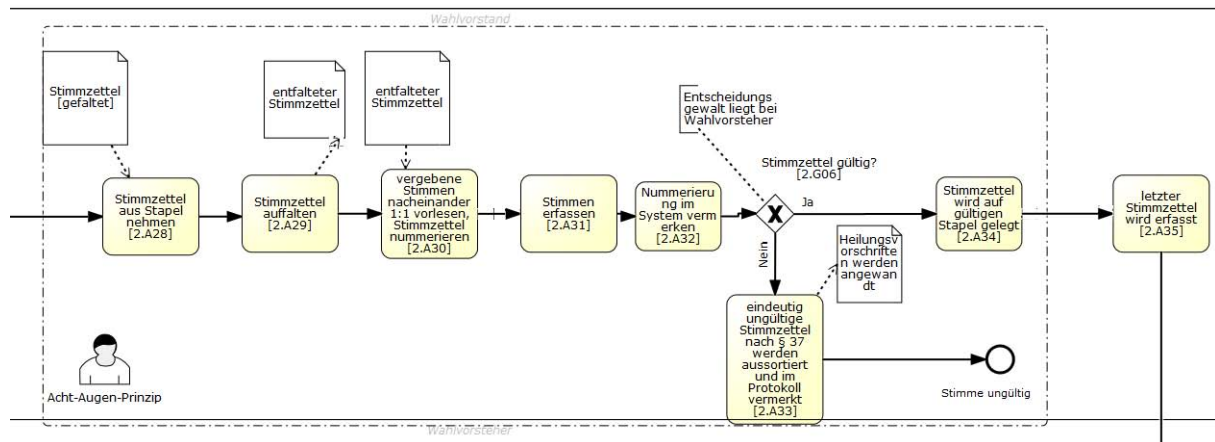 Wahlvorstand
Stimmzettel
[gefaltet]
entfalteter
Stimmzettel
entfalteter
Stimmzettel
Entscheidungs
gewalt liegt bei
Wahlvorsteher
Stimmzettel gültig?
[2.G06]
Stimmzettel
aus Stapel
nehmen
[2.A28]
Stimmzettel
auffalten
[2.A29]
vergebene
Stimmen
nacheinander
1:1 vorlesen,
Stimmzettel
nummerieren
[2.A30]
Stimmen
erfassen
[2.A31]
Nummerieru
ng im
System verm
erken
[2.A32]
Ja
Stimmzettel
wird auf
gültigen
Stapel gelegt
[2.A34]
letzter
Stimmzettel
wird erfasst
[2.A35]
Nein
Heilungsv
orschrifte
n werden
angewa
ndt
eindeutig
ungültige
Stimmzettel
nach § 37
werden
aussortiert
und im
Protokoll
vermerkt
[2.A33]
Stimme ungültig
Acht-Augen-Prinzip
Wahlvorsteher